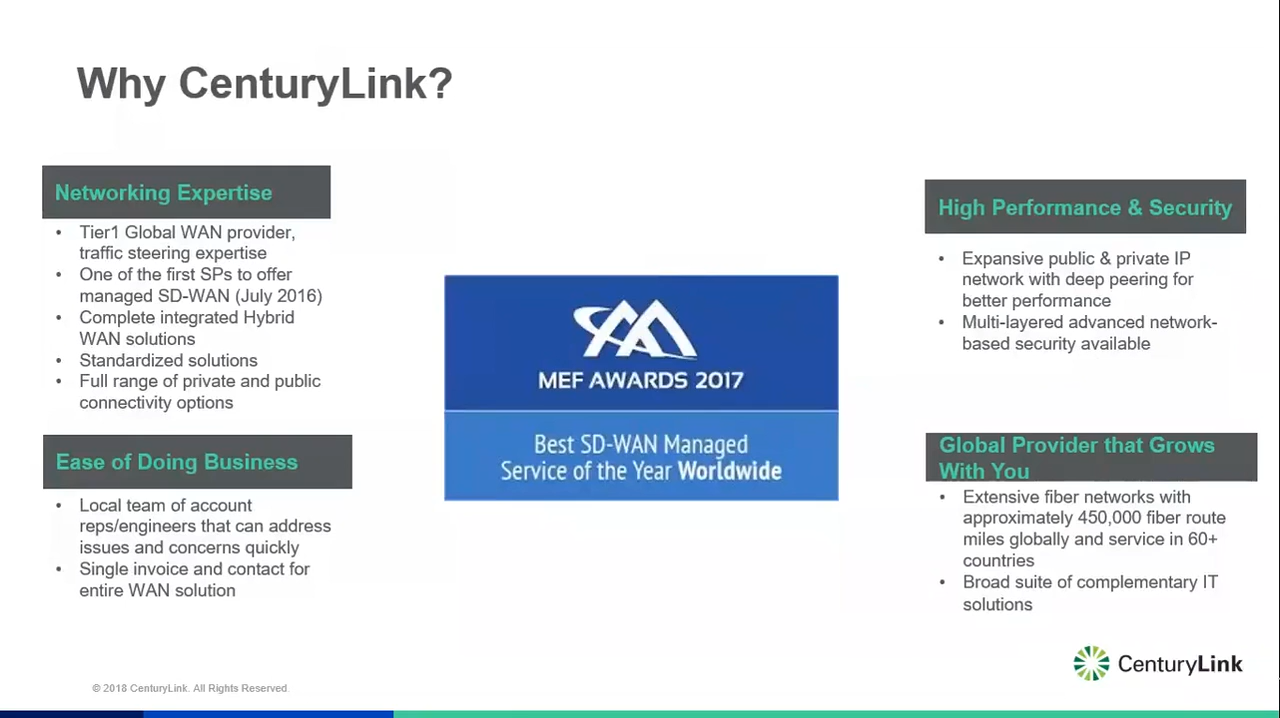 Why CenturyLink?
Networking Expertise
• Tier1 Global WAN provider,
traffic steering expertise
• One of the first SPs to offer
managed SD-WAN (July 2016)
• Complete integrated Hybrid
WAN solutions
• Standardized solutions
• Full range of private and public
connectivity options
Ease of Doing Business
• Local team of account
reps/engineers that can address
issues and concerns quickly
• Single invoice and contact for
entire WAN solution
MEF AWARDS 2017
Best SD-WAN Managed
Service of the Year Worldwide
High Performance & Security
• Expansive public & private IP
network with deep peering for
better performance
• Multi-layered advanced network-
based security available
Global Provider that Grows
With You
• Extensive fiber networks with
approximately 450,000 fiber route
miles globally and service in 60+
countries
• Broad suite of complementary IT
solutions
CenturyLink
© 2018 CenturyLink. All Rights Reserved.